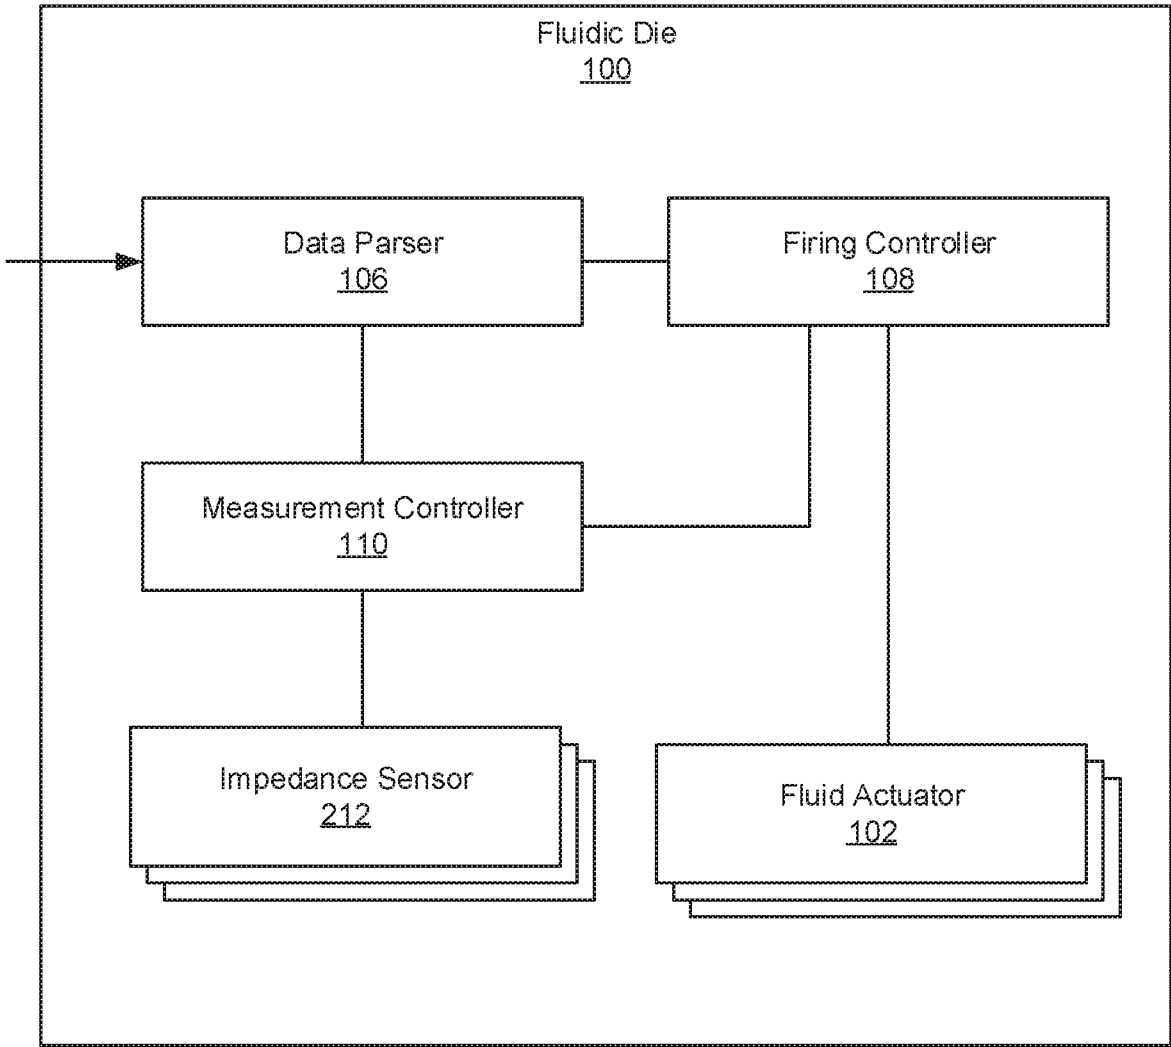 Fluidic Die
100
Data Parser
106
Firing Controller
108
Measurement Controller
110
Impedance Sensor
212
Fluid Actuator
102